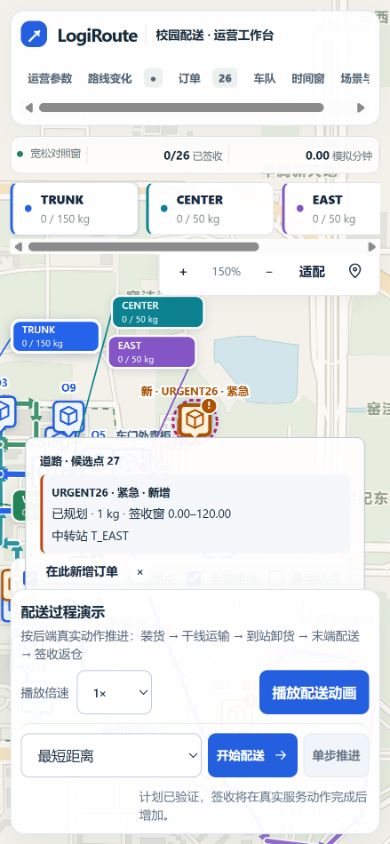 LogiRoute 校园配送 · 运营工作台
运营参数 路线变化 订单 26 车队 时间窗
宽松对照窗 0/26 已签收 0.00 模拟分钟
TRUNK CENTER EAST
0 / 150 kg 0 / 50 kg 0 / 50 kg
+ 150% − 适配
CENTER
0 / 50 kg
TRUNK
0 / 150 kg
EAST
0 / 50 kg
新 · URGENT26 · 紧急
O9
O5
道路 · 候选点 27
URGENT26 · 紧急 · 新增
已规划 · 1 kg · 签收窗 0.00–120.00
中转站 T_EAST
在此新增订单 ×
配送过程演示
按后端真实动作推进：装货 → 干线运输 → 到站卸货 → 末端配送
→ 签收返仓
播放倍速 1× 播放配送动画
最短距离 开始配送 → 单步推进
计划已验证，签收将在真实服务动作完成后
增加。